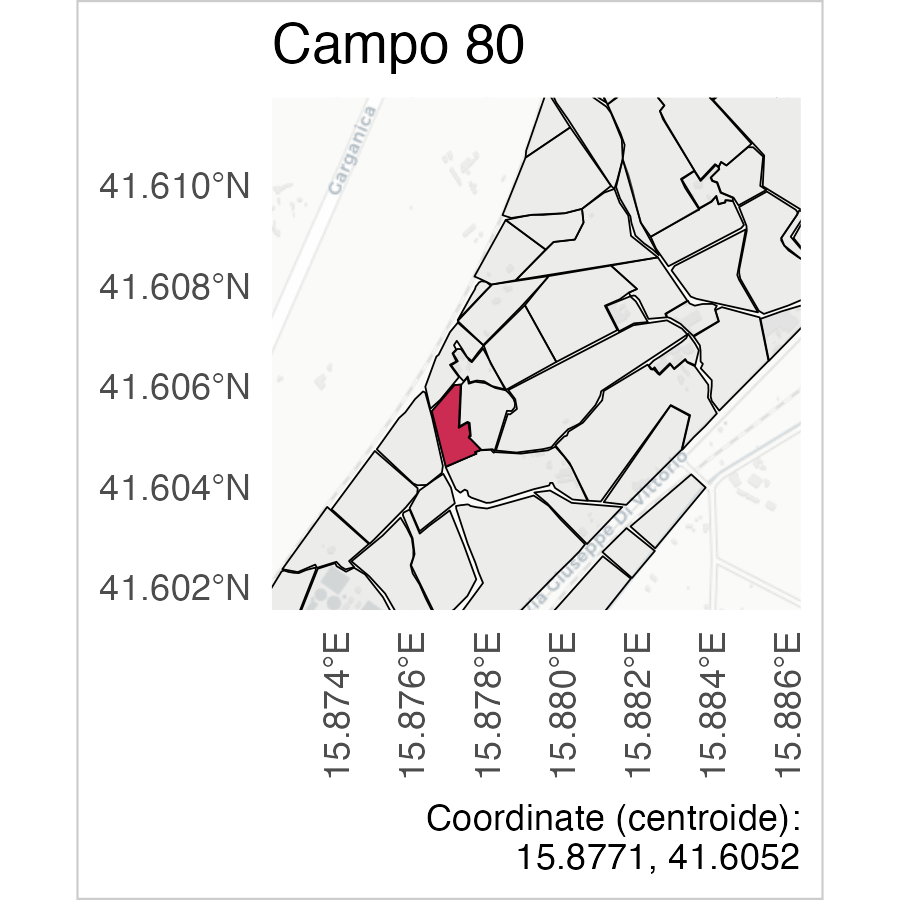 Campo 80
Garganica
41.610°N
41.608°N
41.606°N
41.604°N
41.602°N
Via Giuseppe Di Vittorio
15.874°E
15.876°E
15.878°E
15.880°E
15.882°E
15.884°E
15.886°E
Coordinate (centroide):
15.8771, 41.6052